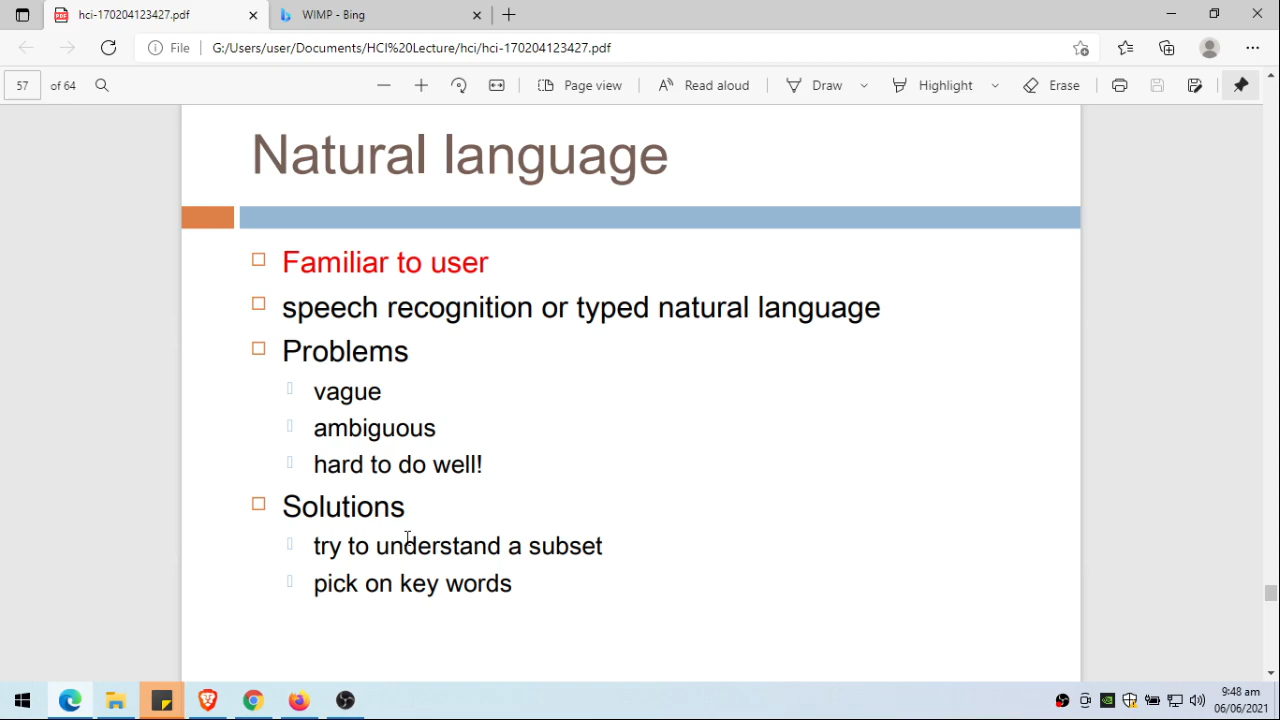 hci-170204123427.pdf
WIMP - Bing
File
G:/Users/user/Documents/HCI%20Lecture/hci/hci-170204123427.pdf
57 of 64
Page view
Read aloud
Draw
Highlight
Erase
Natural language
Familiar to user
speech recognition or typed natural language
Problems
vague
ambiguous
hard to do well!
Solutions
try to understand a subset
pick on key words
9:48 am
06/06/2021